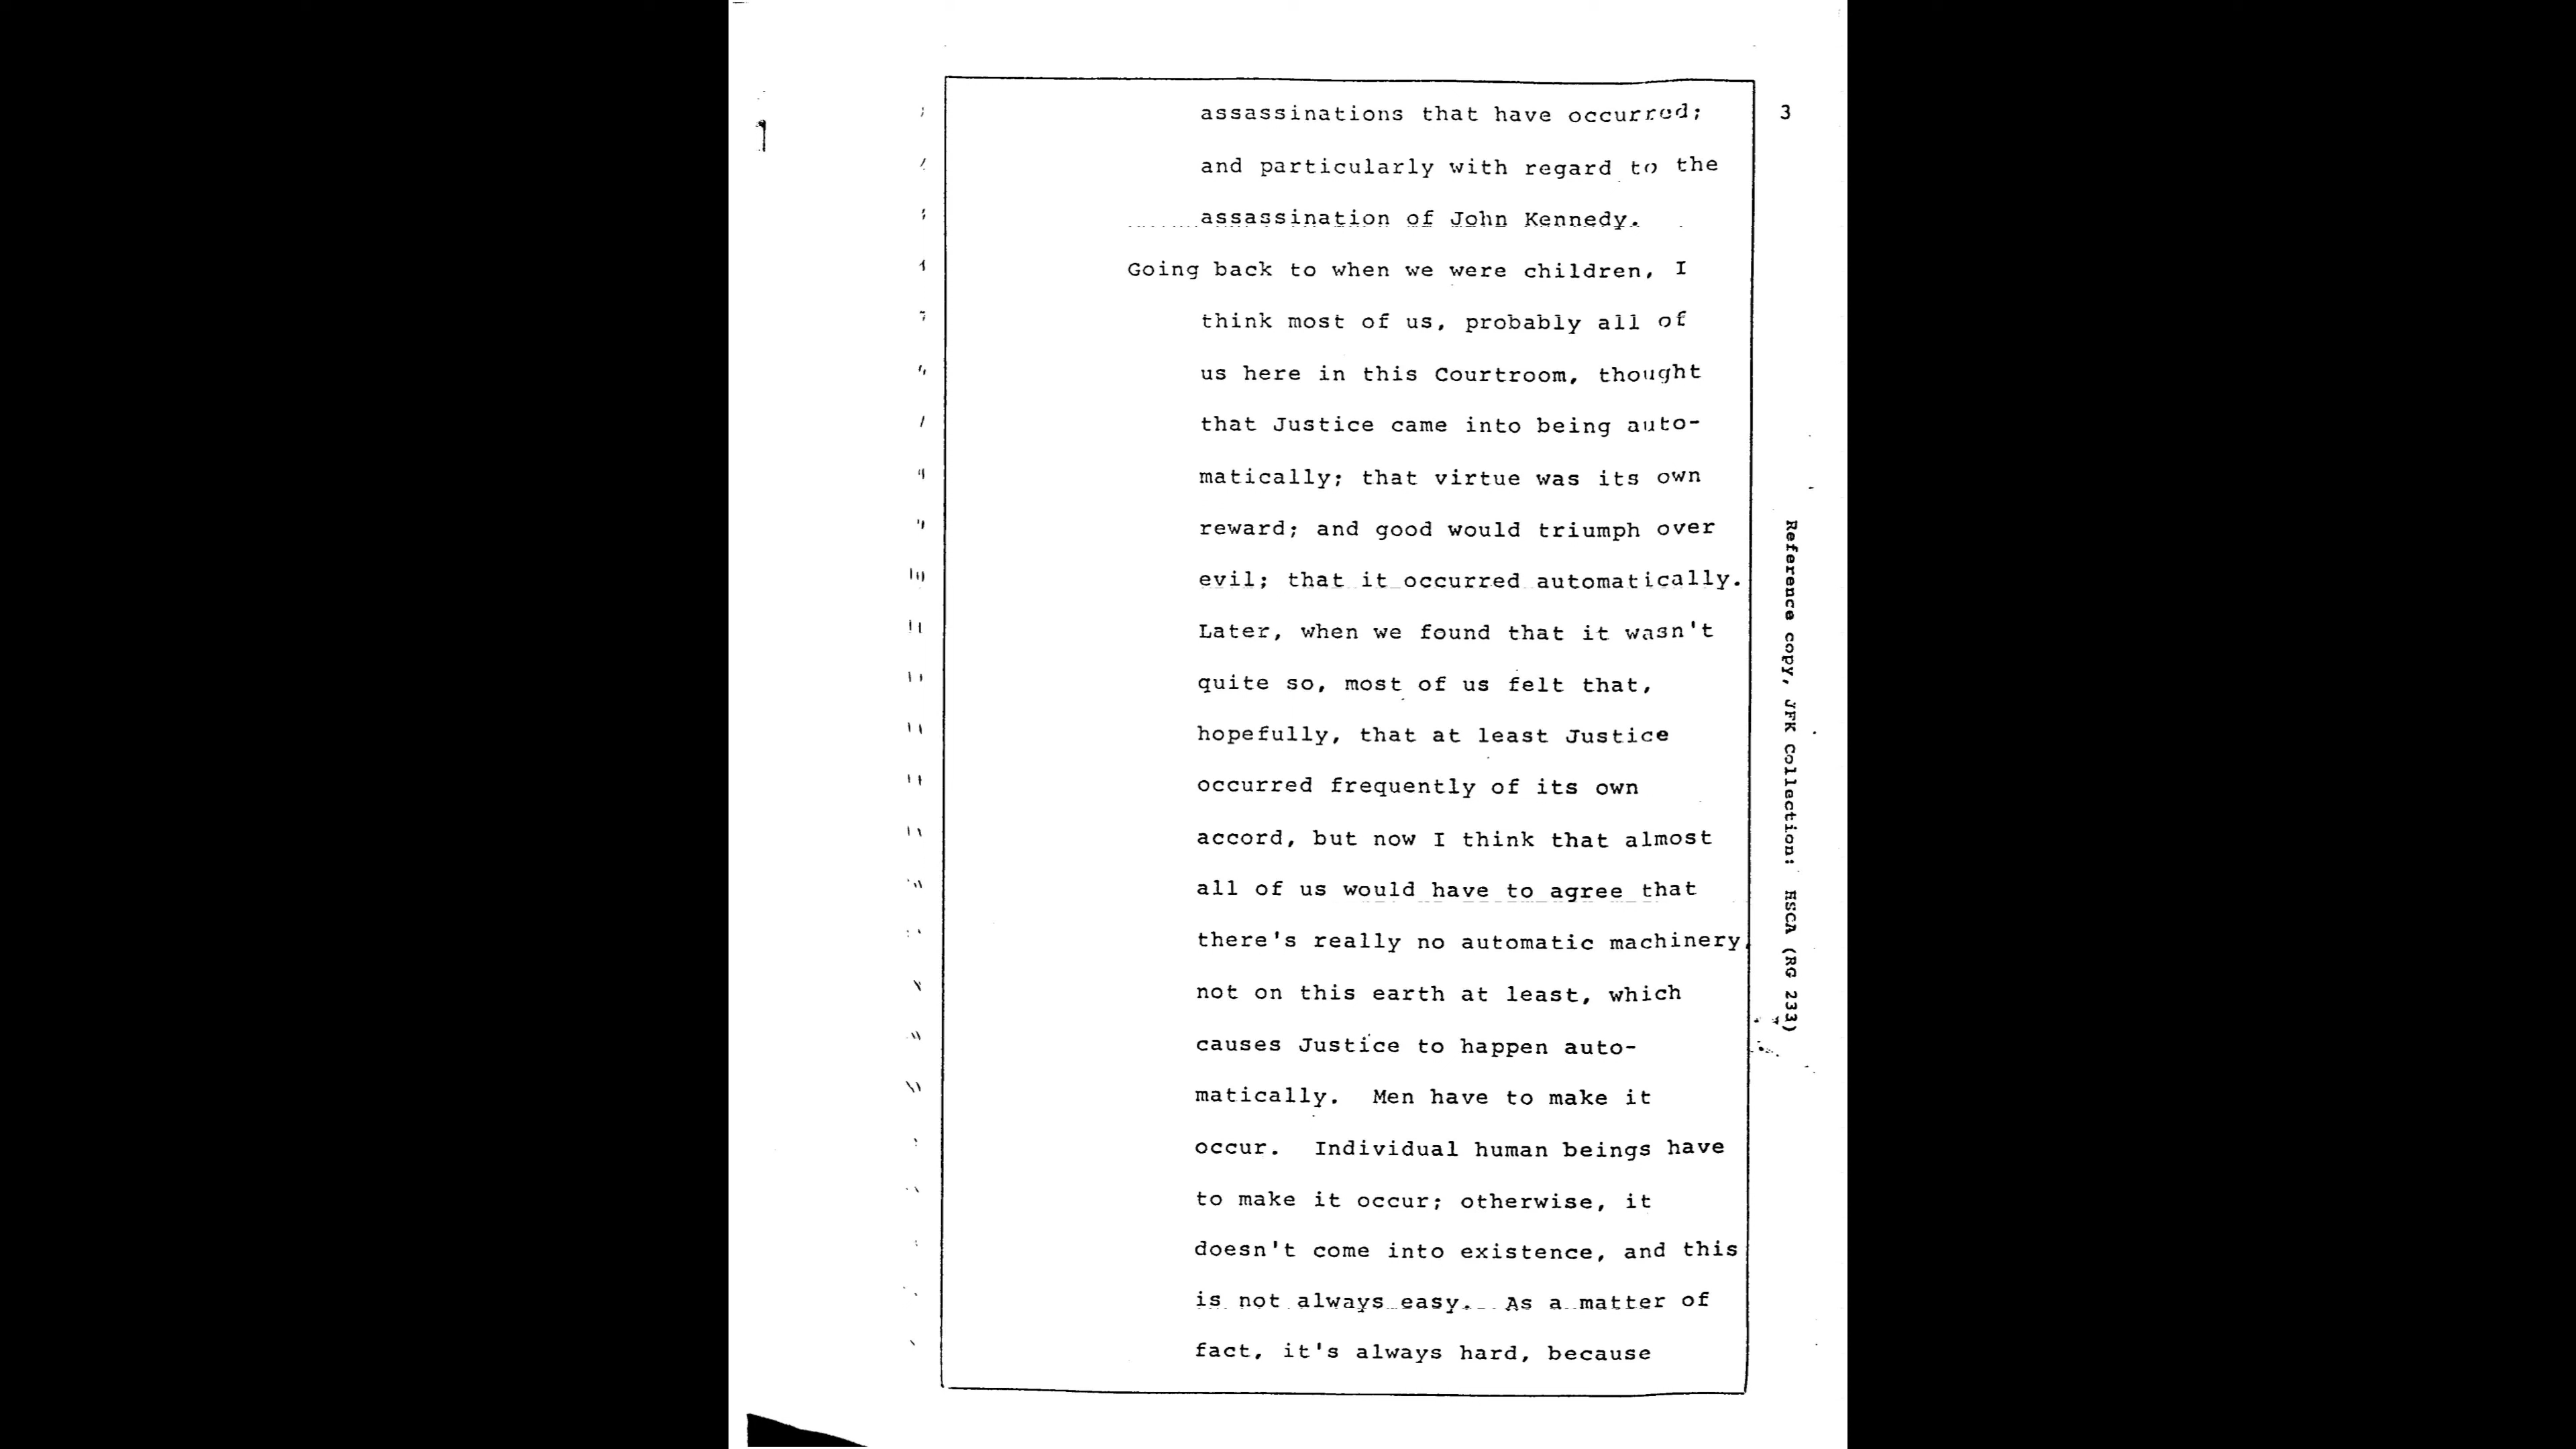 assassinations that have occurred;
and particularly with regard to the
assassination of John Kennedy.
Going back to when we were children, I
think most of us, probably all of
us here in this Courtroom, thought
that Justice came into being auto-
matically; that virtue was its own
reward; and good would triumph over
evil; that it occurred automatically.
Later, when we found that it wasn't
quite so, most of us felt that,
hopefully, that at least Justice
occurred frequently of its own
accord, but now I think that almost
all of us would have to agree that
there's really no automatic machinery,
not on this earth at least, which
causes Justice to happen auto-
matically. Men have to make it
occur. Individual human beings have
to make it occur; otherwise, it
doesn't come into existence, and this
is not always easy. As a matter of
fact, it's always hard, because
3
Reference copy, JFK Collection: HSCA (RG 233)